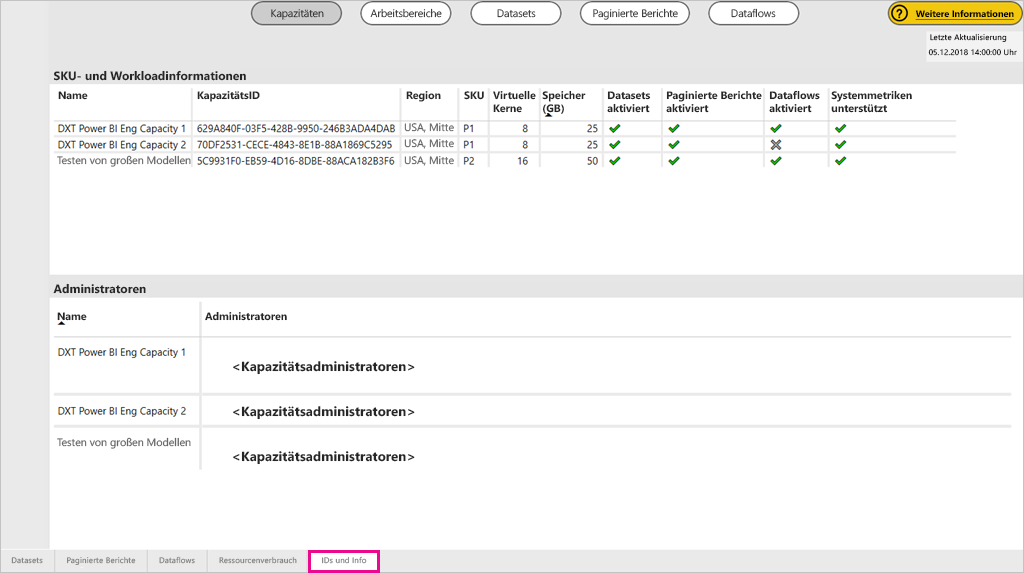 Kapazitäten Arbeitsbereiche Datasets Paginierte Berichte Dataflows ? Weitere Informationen
Letzte Aktualisierung
05.12.2018 14:00:00 Uhr
SKU- und Workloadinformationen
Name KapazitätsID Region SKU Virtuelle Kerne Speicher (GB) Datasets aktiviert Paginierte Berichte aktiviert Dataflows aktiviert Systemmetriken unterstützt
DXT Power BI Eng Capacity 1 629A840F-03F5-428B-9950-246B3ADA4DAB USA, Mitte P1 8 25
DXT Power BI Eng Capacity 2 70DF2531-CECE-4843-8E1B-88A1869C5295 USA, Mitte P1 8 25
Testen von großen Modellen 5C9931F0-EB59-4D16-8DBE-88ACA182B3F6 USA, Mitte P2 16 50
Administratoren
Name Administratoren
DXT Power BI Eng Capacity 1
<Kapazitätsadministratoren>
DXT Power BI Eng Capacity 2 <Kapazitätsadministratoren>
Testen von großen Modellen
<Kapazitätsadministratoren>
Datasets Paginierte Berichte Dataflows Ressourcenverbrauch IDs und Info